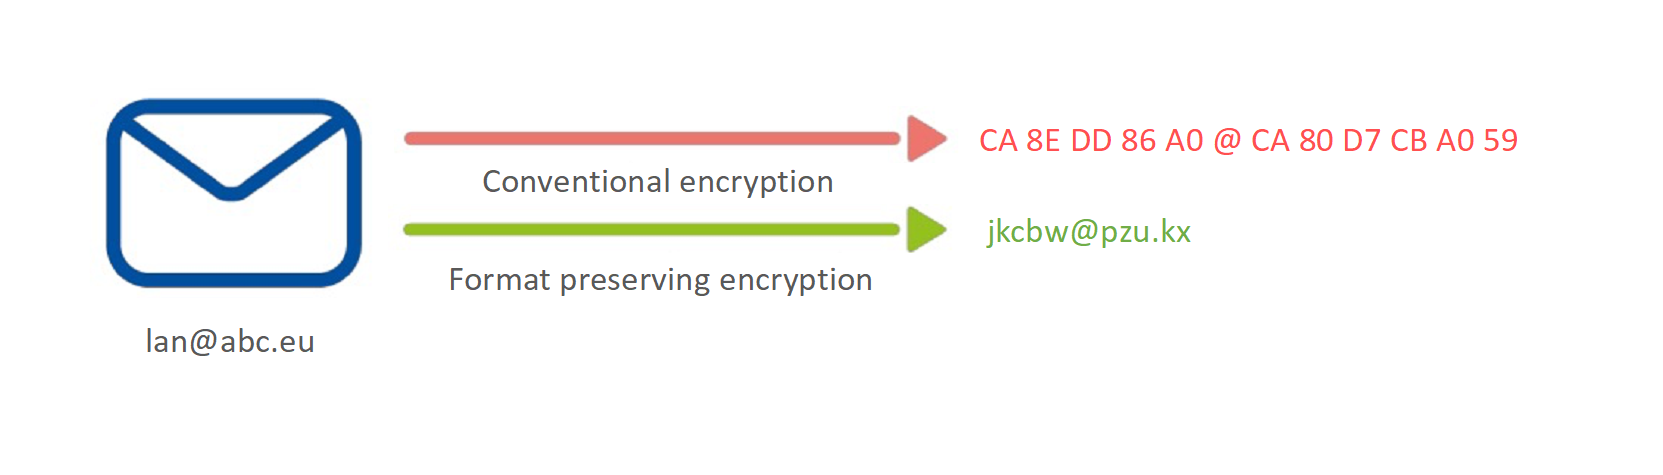 CA 8E DD 86 A0 @ CA 80 D7 CB A0 59
Conventional encryption
jkcbw@pzu.kx
Format preserving encryption
lan@abc.eu